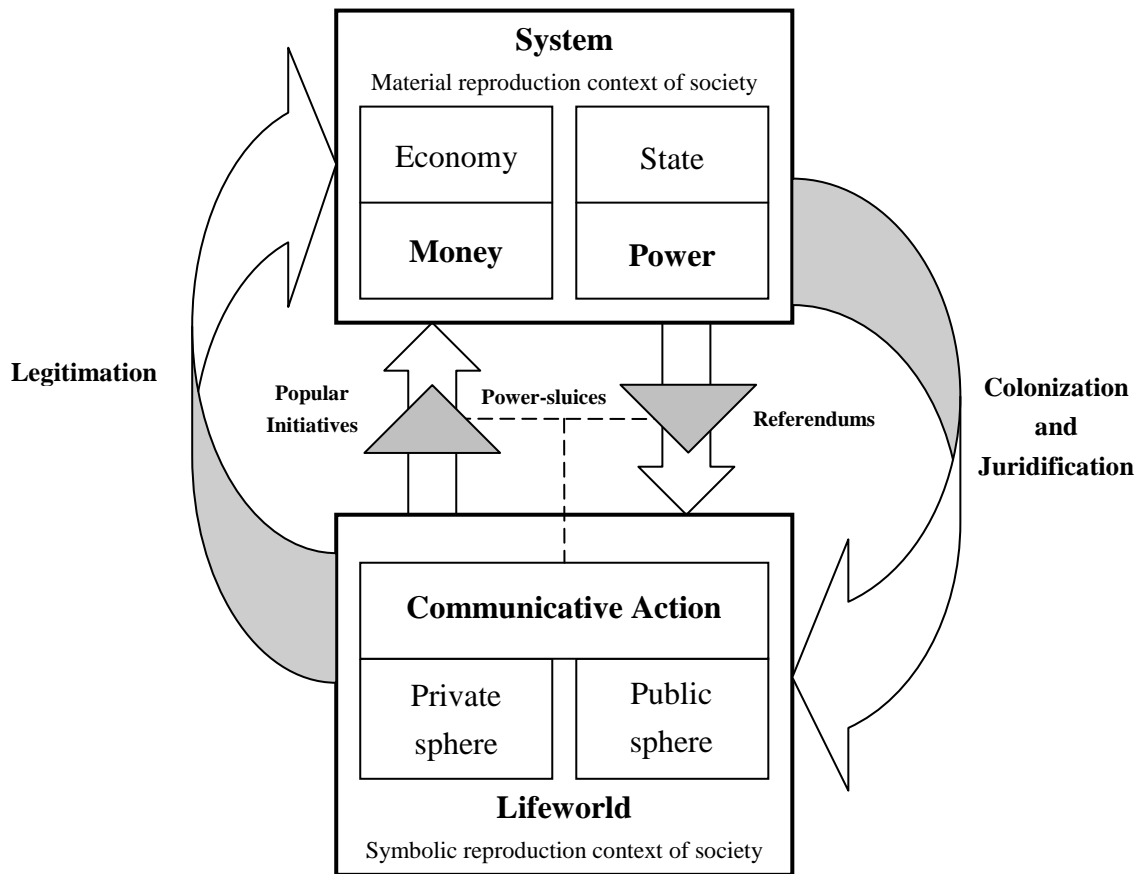 System
Material reproduction context of society
Economy
State
Money
Power
Legitimation
Popular
Initiatives
Power-sluices
Referendums
Colonization
and
Juridification
Communicative Action
Private
sphere
Public
sphere
Lifeworld
Symbolic reproduction context of society